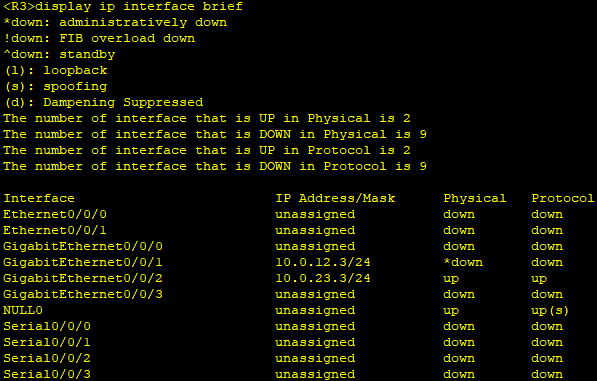 <R3>display ip interface brief
*down: administratively down
!down: FIB overload down
^down: standby
(l): loopback
(s): spoofing
(d): Dampening Suppressed
The number of interface that is UP in Physical is 2
The number of interface that is DOWN in Physical is 9
The number of interface that is UP in Protocol is 2
The number of interface that is DOWN in Protocol is 9
Interface IP Address/Mask Physical Protocol
Ethernet0/0/0 unassigned down down
Ethernet0/0/1 unassigned down down
GigabitEthernet0/0/0 unassigned down down
GigabitEthernet0/0/1 10.0.12.3/24 *down down
GigabitEthernet0/0/2 10.0.23.3/24 up up
GigabitEthernet0/0/3 unassigned down down
NULL0 unassigned up up(s)
Serial0/0/0 unassigned down down
Serial0/0/1 unassigned down down
Serial0/0/2 unassigned down down
Serial0/0/3 unassigned down down